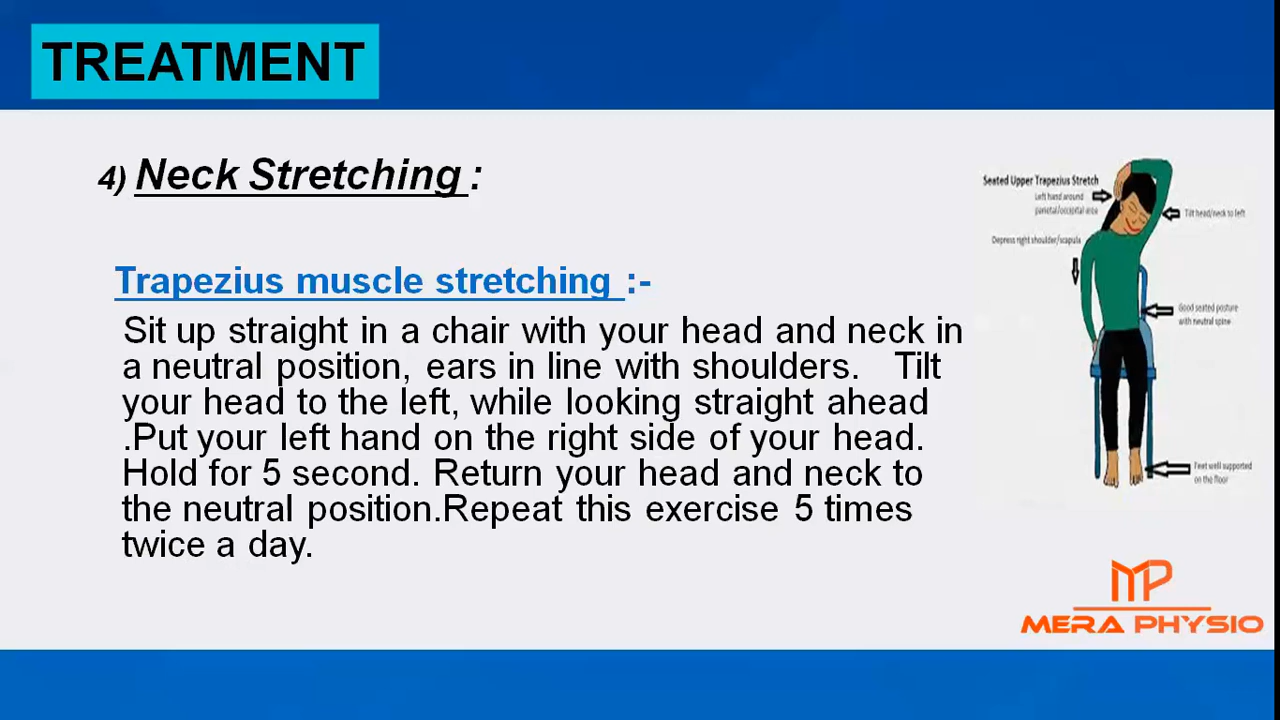 TREATMENT
4) Neck Stretching :
Trapezius muscle stretching :-
Sit up straight in a chair with your head and neck in
a neutral position, ears in line with shoulders. Tilt
your head to the left, while looking straight ahead
.Put your left hand on the right side of your head.
Hold for 5 second. Return your head and neck to
the neutral position.Repeat this exercise 5 times
twice a day.
Seated Upper Trapezius Stretch
Left hand around
parietal/occipital area
Tilt head/neck to left
Depress right shoulder/scapula
Good seated posture
with neutral spine
Feet well supported
on the floor
MP
MERA PHYSIO